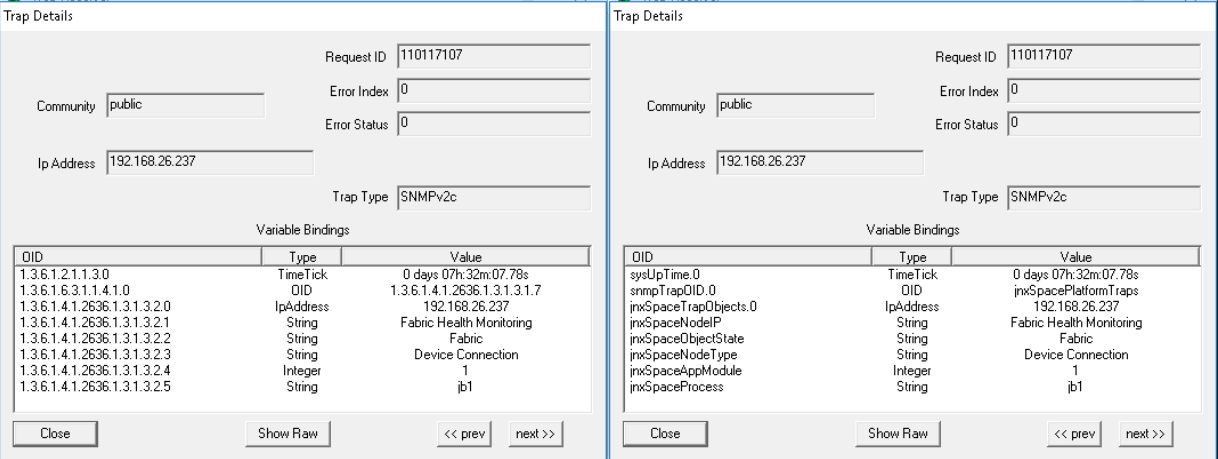 Trap Details
Request ID 110117107
Error Index 0
Community public
Error Status 0
Ip Address 192.168.26.237
Trap Type SNMPv2c
Variable Bindings
OID Type Value
1.3.6.1.2.1.1.3.0 TimeTick 0 days 07h:32m:07.78s
1.3.6.1.6.3.1.1.4.1.0 OID 1.3.6.1.4.1.2636.1.3.1.3.1.7
1.3.6.1.4.1.2636.1.3.1.3.2.0 IpAddress 192.168.26.237
1.3.6.1.4.1.2636.1.3.1.3.2.1 String Fabric Health Monitoring
1.3.6.1.4.1.2636.1.3.1.3.2.2 String Fabric
1.3.6.1.4.1.2636.1.3.1.3.2.3 String Device Connection
1.3.6.1.4.1.2636.1.3.1.3.2.4 Integer 1
1.3.6.1.4.1.2636.1.3.1.3.2.5 String jb1
Close Show Raw << prev next >>
Trap Details
Request ID 110117107
Error Index 0
Community public
Error Status 0
Ip Address 192.168.26.237
Trap Type SNMPv2c
Variable Bindings
OID Type Value
sysUpTime.0 TimeTick 0 days 07h:32m:07.78s
snmpTrapOID.0 OID jnxSpacePlatformTraps
jnxSpaceTrapObjects.0 IpAddress 192.168.26.237
jnxSpaceNodeIP String Fabric Health Monitoring
jnxSpaceObjectState String Fabric
jnxSpaceNodeType String Device Connection
jnxSpaceAppModule Integer 1
jnxSpaceProcess String jb1
Close Show Raw << prev next >>